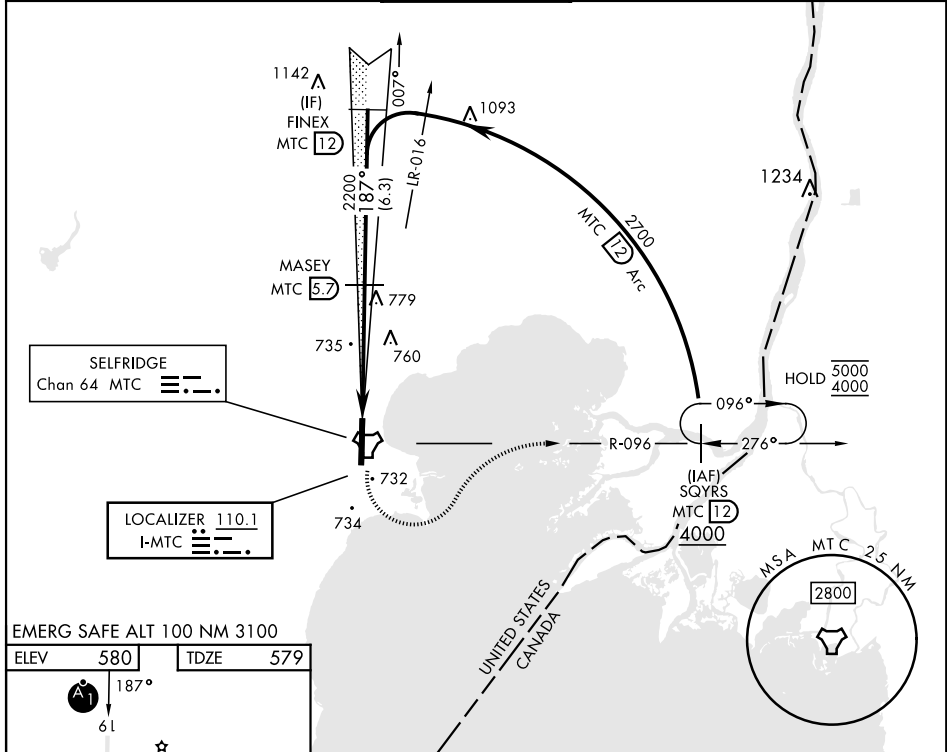 1142
(IF)
FINEX
MTC 12
007°
LR-016
1093
2200
187°
(6.3)
1234
2700
MTC 12 Arc
MASEY
MTC 5.7
779
735
760
SELFRIDGE
Chan 64 MTC
HOLD 5000
4000
096°
R-096
276°
(IAF)
SQYRS
MTC 12
4000
732
734
LOCALIZER 110.1
I-MTC
MSA MTC 25 NM
2800
UNITED STATES
CANADA
EMERG SAFE ALT 100 NM 3100
ELEV 580
TDZE 579
A1
187°
61